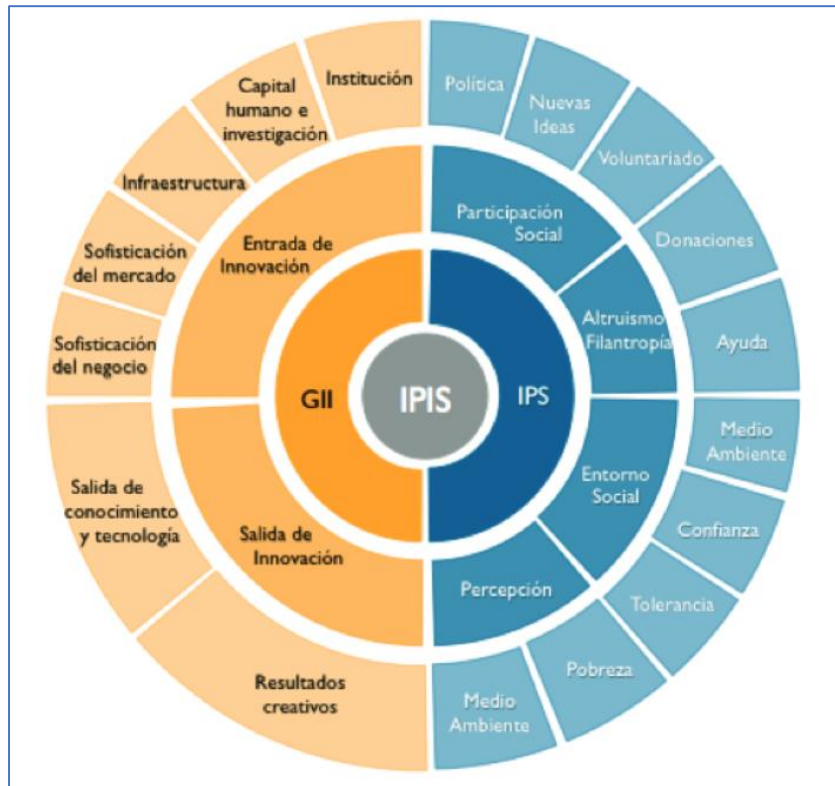 Institución
Capital
humano e
investigación
Infraestructura
Sofisticación
del mercado
Sofisticación
del negocio
Salida de
conocimiento
y tecnología
Resultados
creativos
Entrada de
Innovación
Salida de
Innovación
GII
IPIS
IPS
Participación
Social
Altruismo
Filantropía
Entorno
Social
Percepción
Política
Nuevas
Ideas
Voluntariado
Donaciones
Ayuda
Medio
Ambiente
Confianza
Tolerancia
Pobreza
Medio
Ambiente